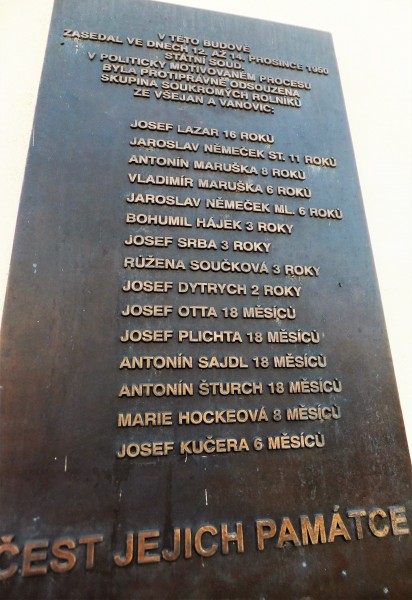 V TÉTO BUDOVĚ
ZASEDAL VE DNECH 12. AŽ 14. PROSINCE 1950
STÁTNÍ SOUD.
V POLITICKY MOTIVOVANÉM PROCESU
BYLA PROTIPRÁVNĚ ODSOUZENA
SKUPINA SOUKROMÝCH ROLNÍKŮ
ZE VŠEJAN A VANOVIC:
JOSEF LAZAR 16 ROKŮ
JAROSLAV NĚMEČEK ST. 11 ROKŮ
ANTONÍN MARUŠKA 8 ROKŮ
VLADIMÍR MARUŠKA 6 ROKŮ
JAROSLAV NĚMEČEK ML. 6 ROKŮ
BOHUMIL HÁJEK 3 ROKY
JOSEF SRBA 3 ROKY
RŮŽENA SOUČKOVÁ 3 ROKY
JOSEF DYTRYCH 2 ROKY
JOSEF OTTA 18 MĚSÍCŮ
JOSEF PLICHTA 18 MĚSÍCŮ
ANTONÍN SAJDL 18 MĚSÍCŮ
ANTONÍN ŠTURCH 18 MĚSÍCŮ
MARIE HOCKEOVÁ 8 MĚSÍCŮ
JOSEF KUČERA 6 MĚSÍCŮ
ČEST JEJICH PAMÁTCE